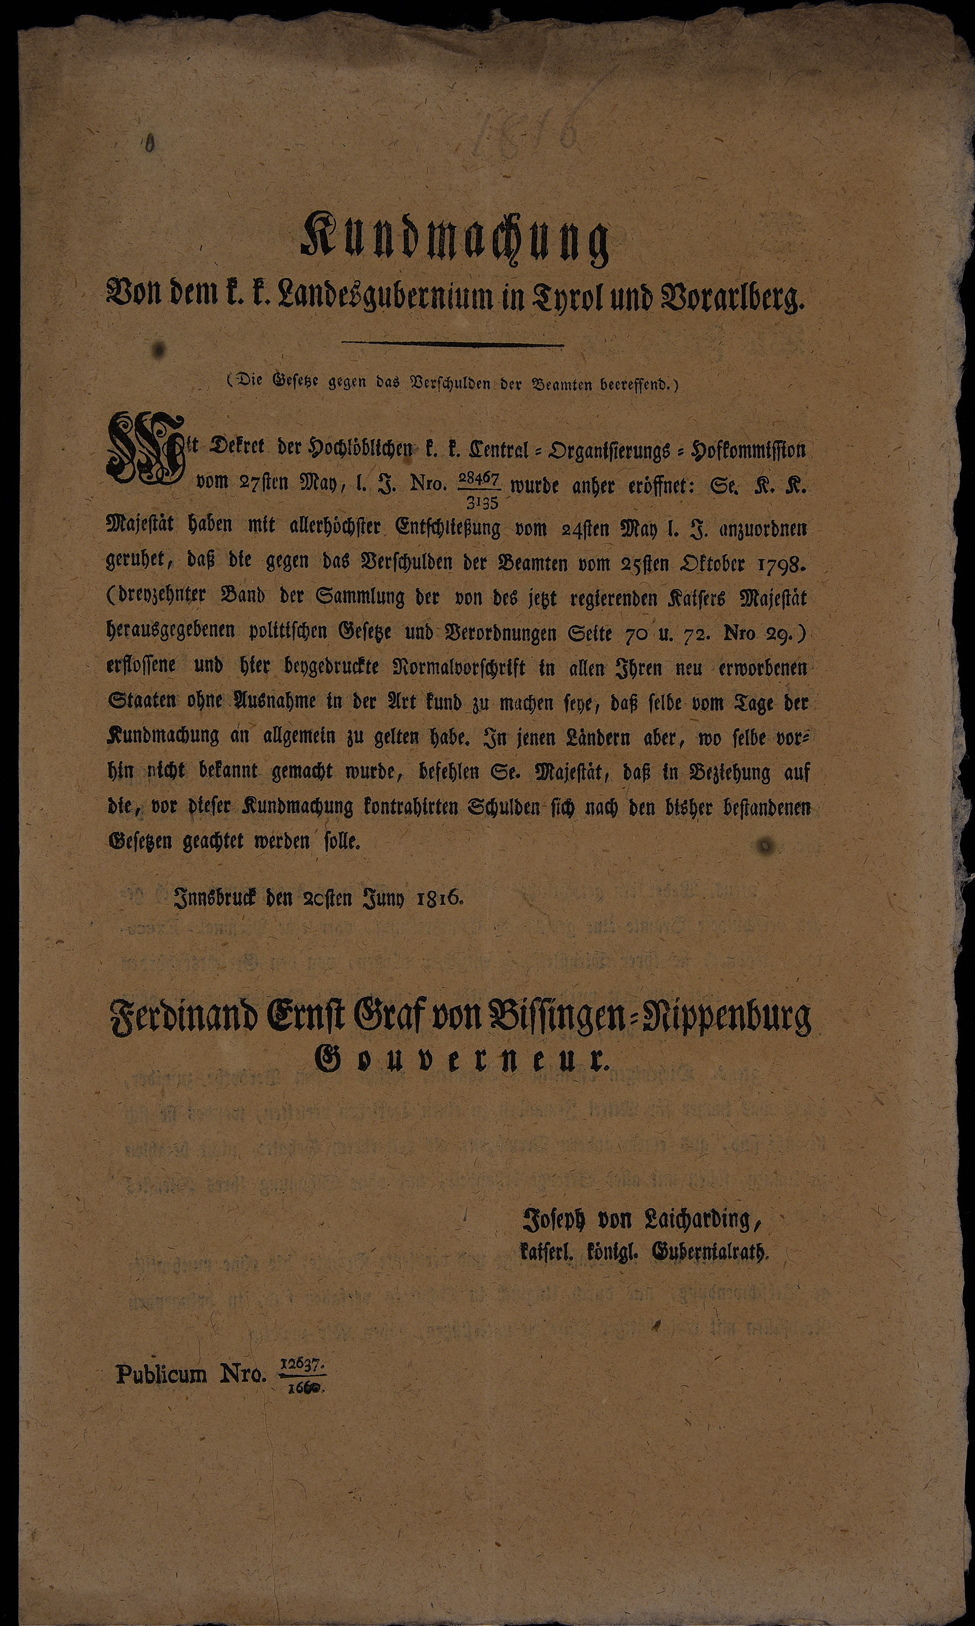 1816
Kundmachung
Von dem k. k. Landesgubernium in Tyrol und Vorarlberg.
(Die Gesetze gegen das Verschulden der Beamten beereffend.)
Mit Dekret der Hochlöblichen k. k. Central-Organisierungs-Hofkommission
vom 27sten May, l. J. Nro. 28467/3135 wurde anher eröffnet: Se. K. K.
Majestät haben mit allerhöchster Entschließung vom 24sten May l. J. anzuordnen
geruhet, daß die gegen das Verschulden der Beamten vom 25sten Oktober 1798.
(dreyzehnter Band der Sammlung der von des jetzt regierenden Kaisers Majestät
herausgegebenen politischen Gesetze und Verordnungen Seite 70 u. 72. Nro 29.)
erflossene und hier beygedruckte Normalvorschrift in allen Ihren neu erworbenen
Staaten ohne Ausnahme in der Art kund zu machen seye, daß selbe vom Tage der
Kundmachung an allgemein zu gelten habe. In jenen Ländern aber, wo selbe vor-
hin nicht bekannt gemacht wurde, befehlen Se. Majestät, daß in Beziehung auf
die, vor dieser Kundmachung kontrahirten Schulden sich nach den bisher bestandenen
Gesetzen geachtet werden solle.
Innsbruck den 20sten Juny 1816.
Ferdinand Ernst Graf von Bissingen-Nippenburg
Gouverneur.
Joseph von Laicharding,
kaiserl. königl. Gubernialrath.
Publicum Nro. 12637./1660.